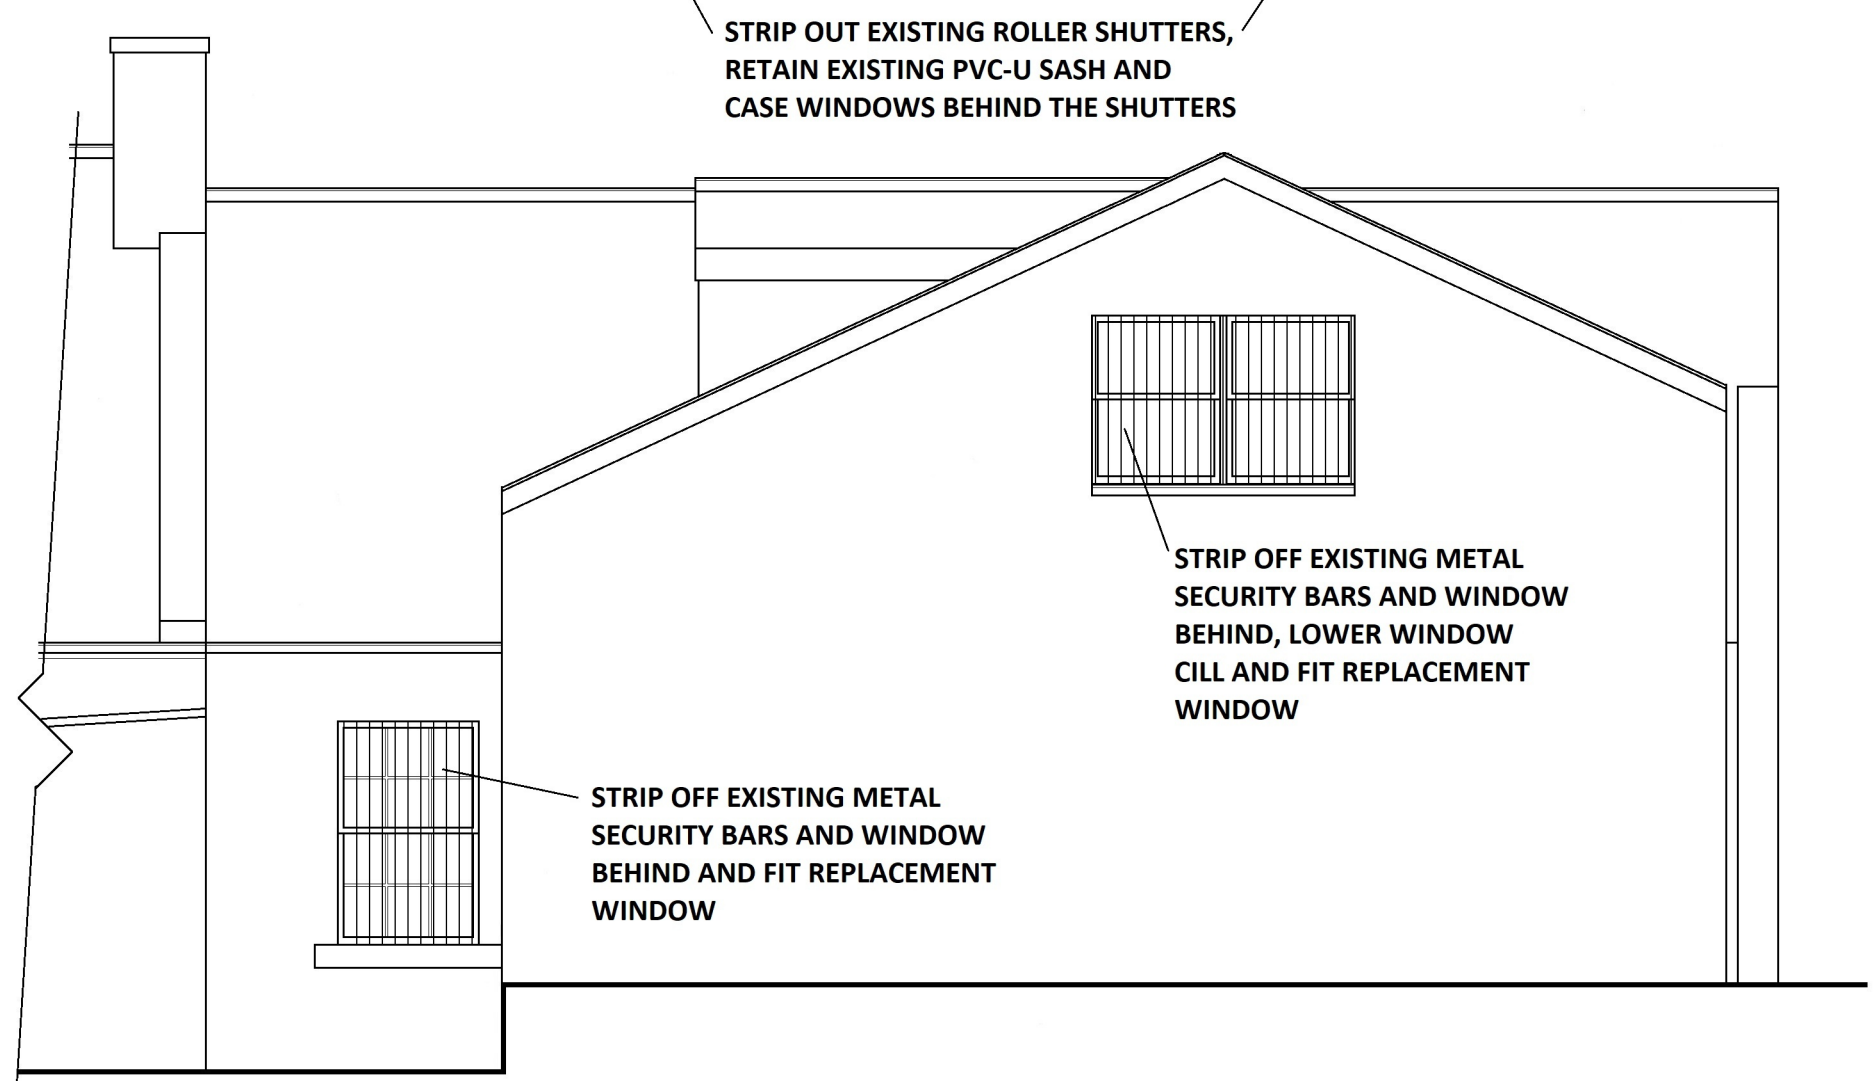 STRIP OUT EXISTING ROLLER SHUTTERS,
RETAIN EXISTING PVC-U SASH AND
CASE WINDOWS BEHIND THE SHUTTERS
STRIP OFF EXISTING METAL
SECURITY BARS AND WINDOW
BEHIND, LOWER WINDOW
CILL AND FIT REPLACEMENT
WINDOW
STRIP OFF EXISTING METAL
SECURITY BARS AND WINDOW
BEHIND AND FIT REPLACEMENT
WINDOW